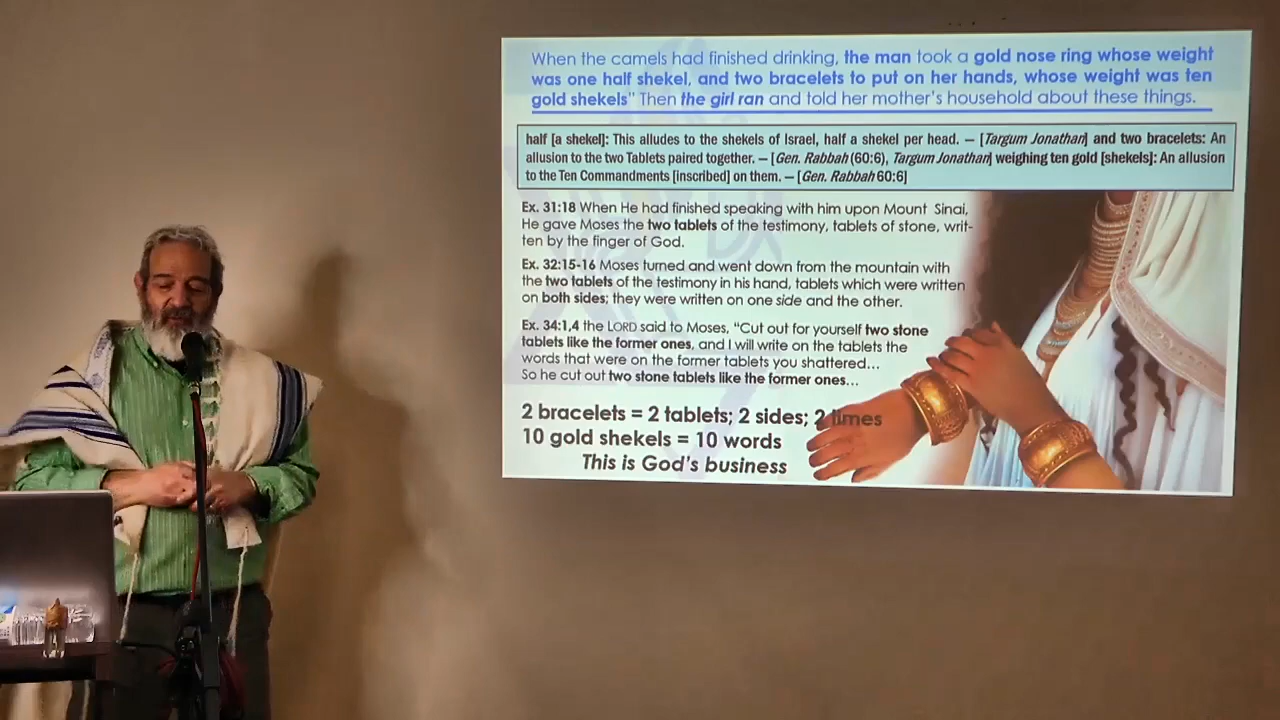 When the camels had finished drinking, the man took a gold nose ring whose weight
was one half shekel, and two bracelets to put on her hands, whose weight was ten
gold shekels" Then the girl ran and told her mother's household about these things.
half [a shekel]: This alludes to the shekels of Israel, half a shekel per head. — [Targum Jonathan] and two bracelets: An
allusion to the two Tablets paired together. — [Gen. Rabbah (60:6), Targum Jonathan] weighing ten gold [shekels]: An allusion
to the Ten Commandments [inscribed] on them. — [Gen. Rabbah 60:6]
Ex. 31:18 When He had finished speaking with him upon Mount Sinai,
He gave Moses the two tablets of the testimony, tablets of stone, writ-
ten by the finger of God.
Ex. 32:15-16 Moses turned and went down from the mountain with
the two tablets of the testimony in his hand, tablets which were written
on both sides; they were written on one side and the other.
Ex. 34:1,4 the LORD said to Moses, "Cut out for yourself two stone
tablets like the former ones, and I will write on the tablets the
words that were on the former tablets you shattered...
So he cut out two stone tablets like the former ones...
2 bracelets = 2 tablets; 2 sides; 2 times
10 gold shekels = 10 words
This is God's business